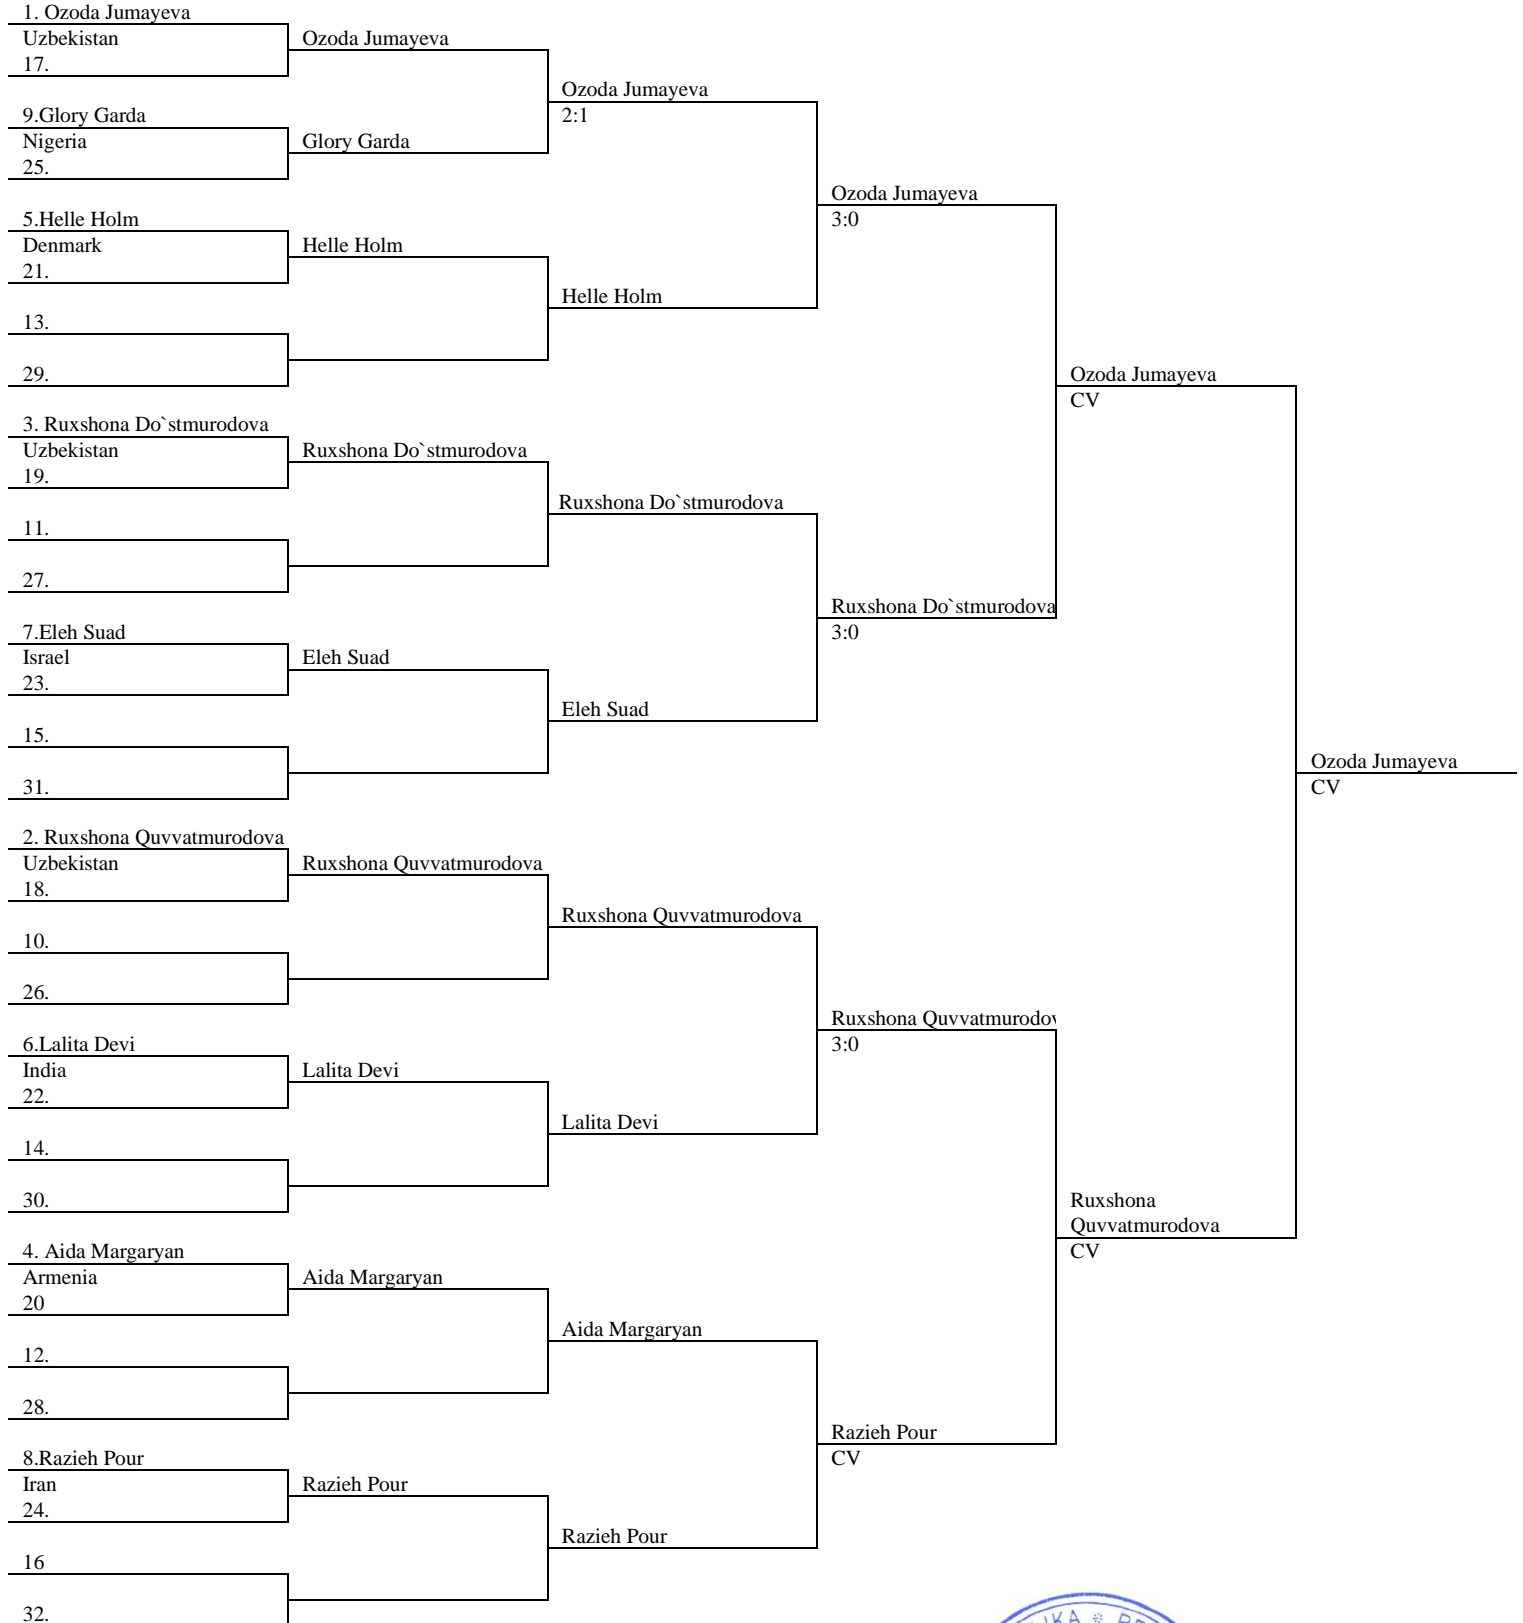 1. Ozoda Jumayeva
Uzbekistan
17.
9.Glory Garda
Nigeria
25.
5.Helle Holm
Denmark
21.
13.
29.
3. Ruxshona Do`stmurodova
Uzbekistan
19.
11.
27.
7.Eleh Suad
Israel
23.
15.
31.
2. Ruxshona Quvvatmurodova
Uzbekistan
18.
10.
26.
6.Lalita Devi
India
22.
14.
30.
4. Aida Margaryan
Armenia
20
12.
28.
8.Razieh Pour
Iran
24.
16
32.
Ozoda Jumayeva
Glory Garda
Helle Holm
Ruxshona Do`stmurodova
Eleh Suad
Ruxshona Quvvatmurodova
Lalita Devi
Aida Margaryan
Razieh Pour
Ozoda Jumayeva
2:1
Helle Holm
Ruxshona Do`stmurodova
Eleh Suad
Ruxshona Quvvatmurodova
Lalita Devi
Aida Margaryan
Razieh Pour
Ozoda Jumayeva
3:0
Ruxshona Do`stmurodova
3:0
Ruxshona Quvvatmurodov
3:0
Razieh Pour
CV
Ozoda Jumayeva
CV
Ruxshona
Quvvatmurodova
CV
Ozoda Jumayeva
CV